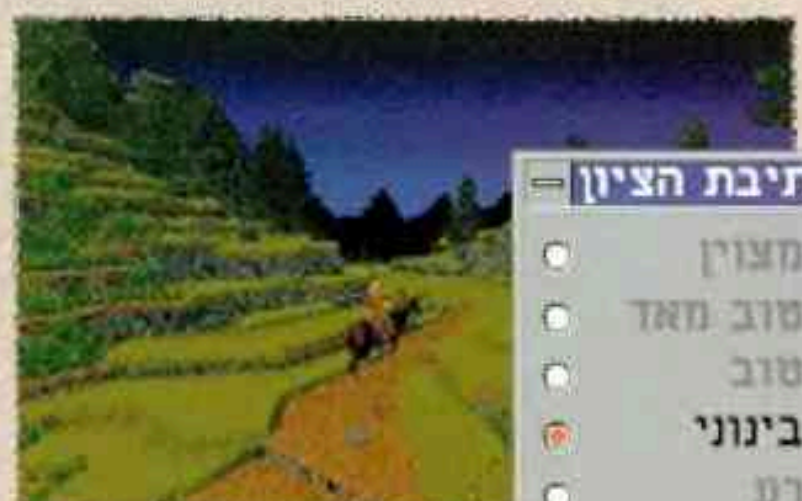 תיבת הציון
מצוין
טוב מאד
טוב
בינוני